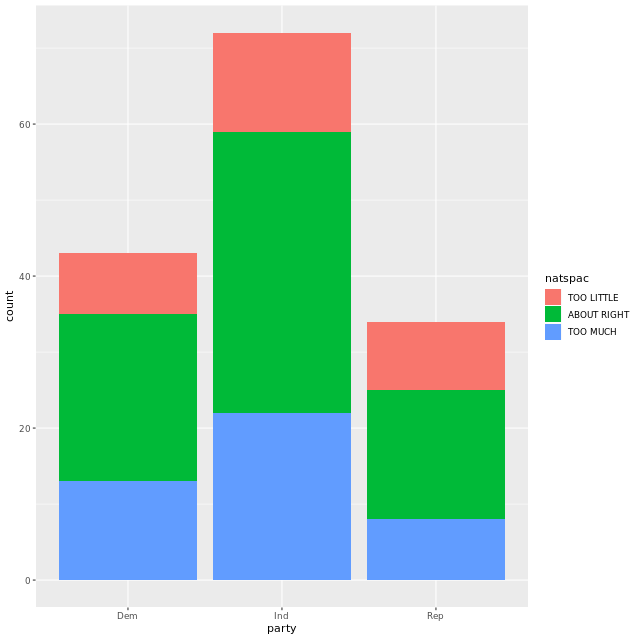 count
60
40
20
0
Dem
Ind
Rep
party
natspac
TOO LITTLE
ABOUT RIGHT
TOO MUCH